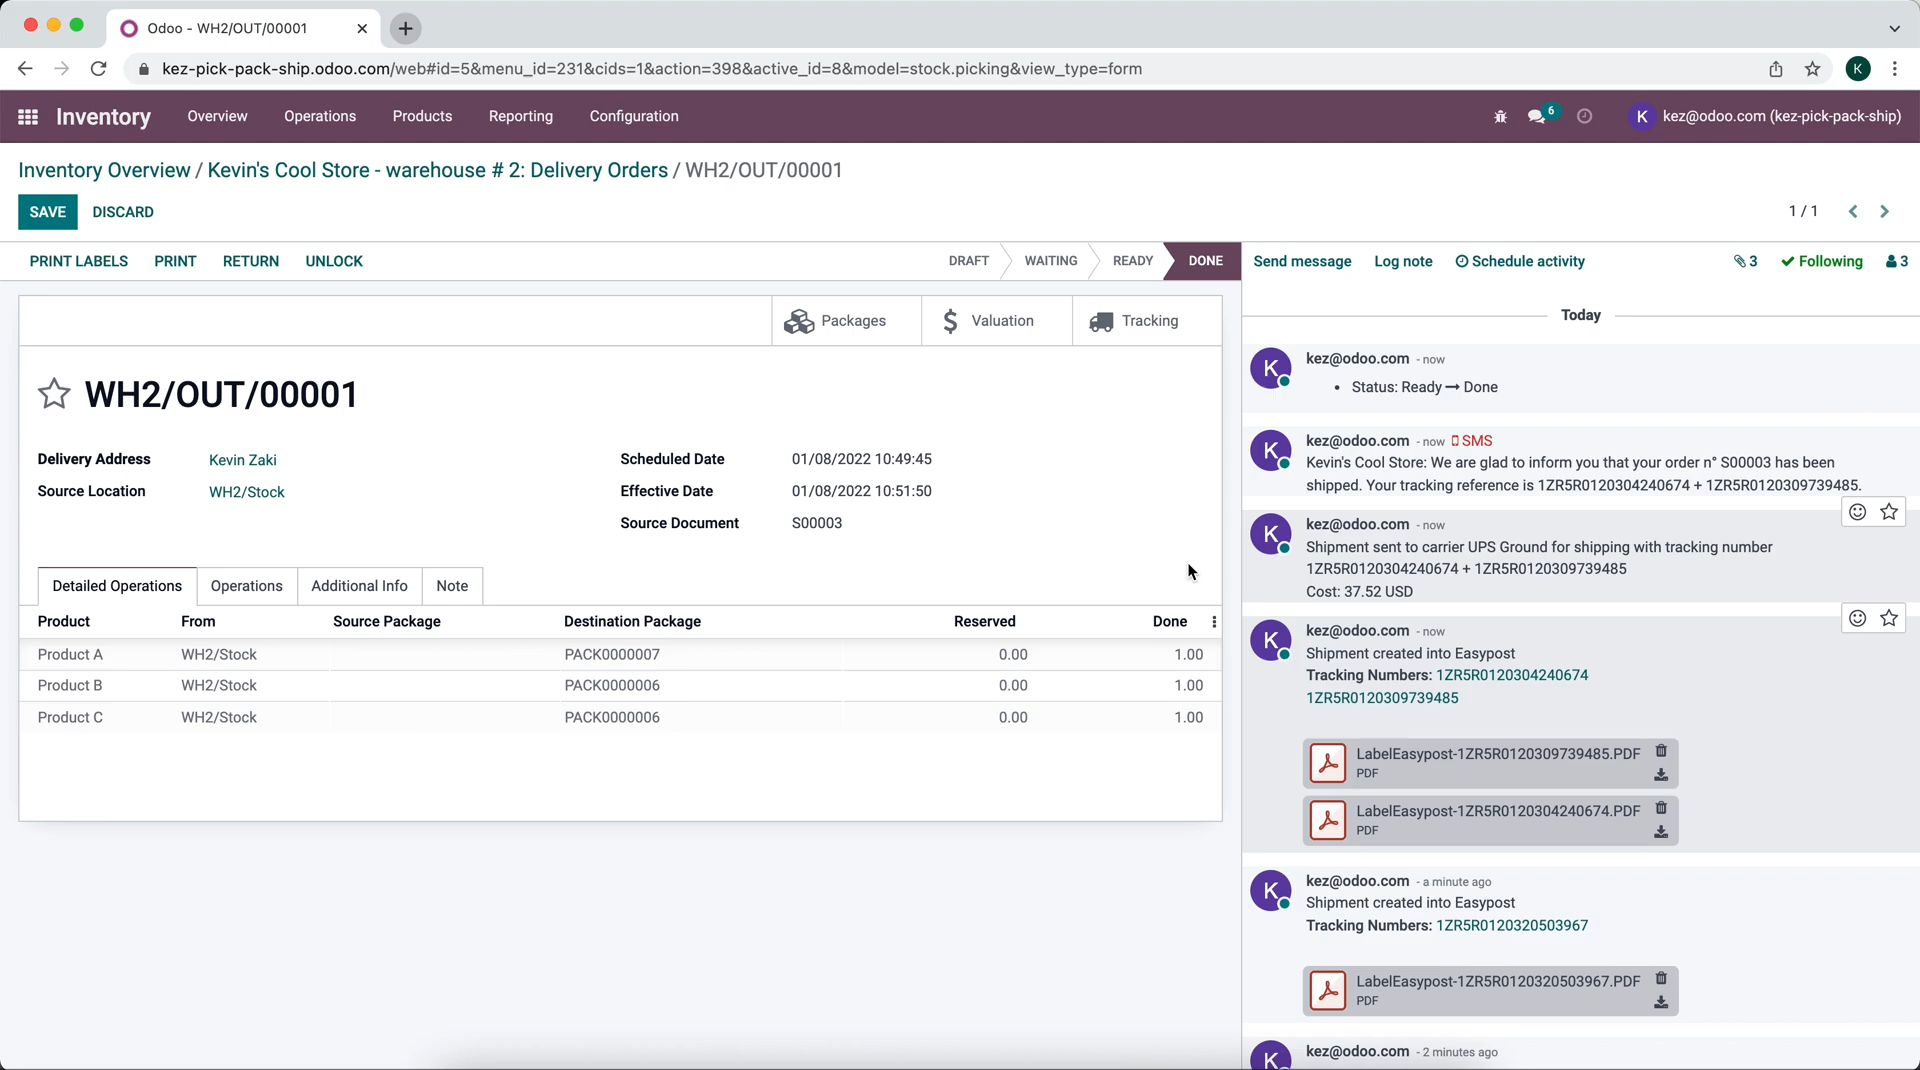 Odoo - WH2/OUT/00001
kez-pick-pack-ship.odoo.com/web#id=5&menu_id=231&cids=1&action=398&active_id=8&model=stock.picking&view_type=form
K
Inventory Overview Operations Products Reporting Configuration
6
K kez@odoo.com (kez-pick-pack-ship)
Inventory Overview / Kevin's Cool Store - warehouse # 2: Delivery Orders / WH2/OUT/00001
SAVE DISCARD
1 / 1
PRINT LABELS PRINT RETURN UNLOCK
DRAFT WAITING READY DONE
Send message Log note Schedule activity
3 Following 3
Packages Valuation Tracking
WH2/OUT/00001
Delivery Address Kevin Zaki
Source Location WH2/Stock
Scheduled Date 01/08/2022 10:49:45
Effective Date 01/08/2022 10:51:50
Source Document S00003
Detailed Operations Operations Additional Info Note
Product From Source Package Destination Package Reserved Done
Product A WH2/Stock PACK0000007 0.00 1.00
Product B WH2/Stock PACK0000006 0.00 1.00
Product C WH2/Stock PACK0000006 0.00 1.00
Today
K kez@odoo.com - now
• Status: Ready → Done
K kez@odoo.com - now SMS
Kevin's Cool Store: We are glad to inform you that your order n° S00003 has been
shipped. Your tracking reference is 1ZR5R0120304240674 + 1ZR5R0120309739485.
K kez@odoo.com - now
Shipment sent to carrier UPS Ground for shipping with tracking number
1ZR5R0120304240674 + 1ZR5R0120309739485
Cost: 37.52 USD
K kez@odoo.com - now
Shipment created into Easypost
Tracking Numbers: 1ZR5R0120304240674
1ZR5R0120309739485
LabelEasypost-1ZR5R0120309739485.PDF
PDF
LabelEasypost-1ZR5R0120304240674.PDF
PDF
K kez@odoo.com - a minute ago
Shipment created into Easypost
Tracking Numbers: 1ZR5R0120320503967
LabelEasypost-1ZR5R0120320503967.PDF
PDF
K kez@odoo.com - 2 minutes ago